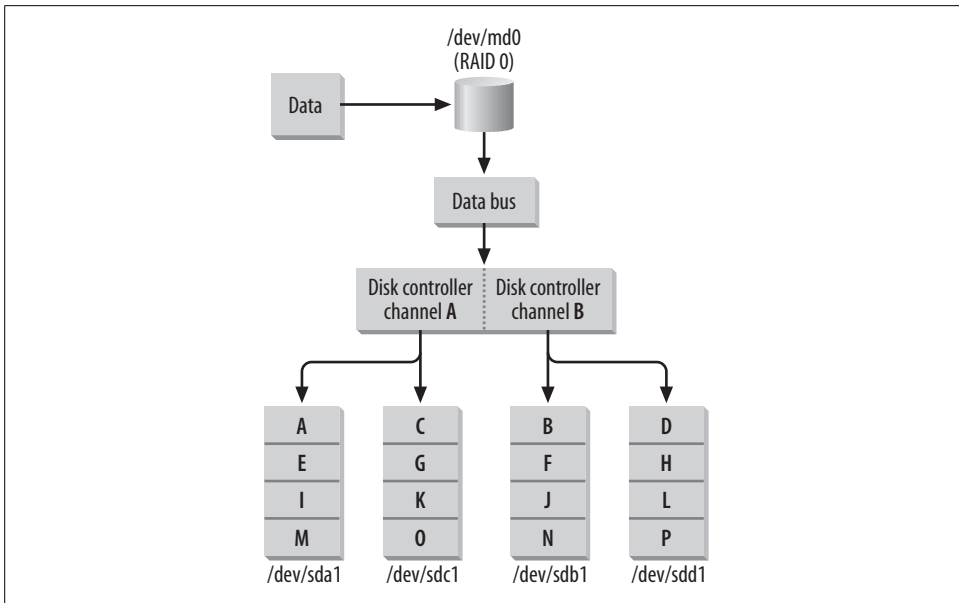 /dev/md0
(RAID 0)
Data
Data bus
Disk controller
channel A
Disk controller
channel B
A
E
I
M
/dev/sda1
C
G
K
O
/dev/sdc1
B
F
J
N
/dev/sdb1
D
H
L
P
/dev/sdd1